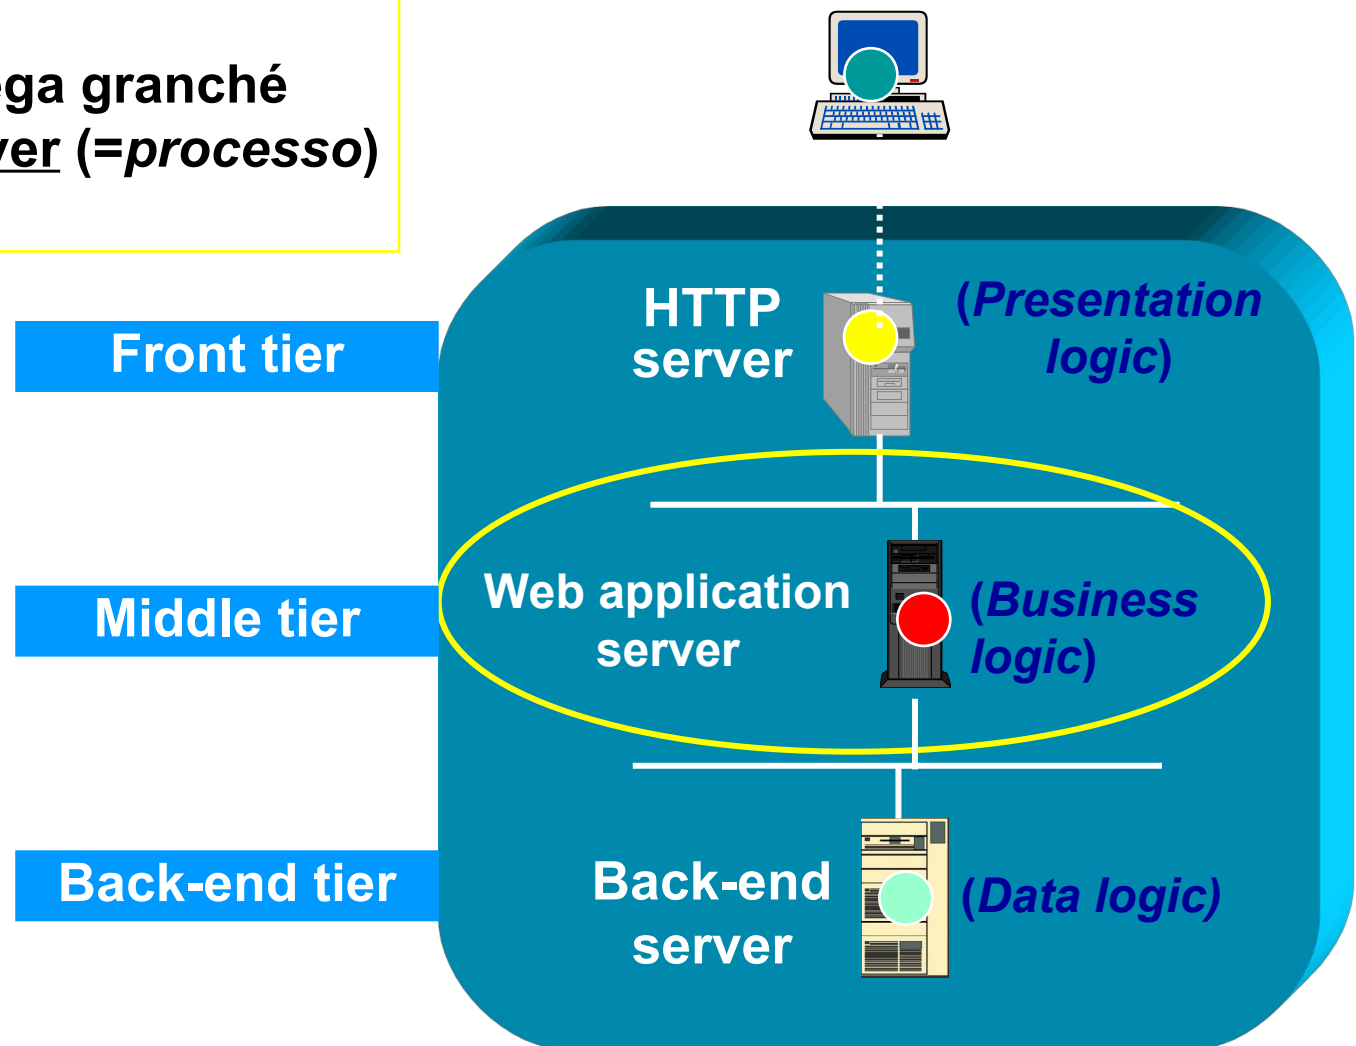 ga granché
ver (=processo)
HTTP
server
(Presentation
logic)
Front tier
Web application
server
(Business
logic)
Middle tier
Back-end
server
(Data logic)
Back-end tier